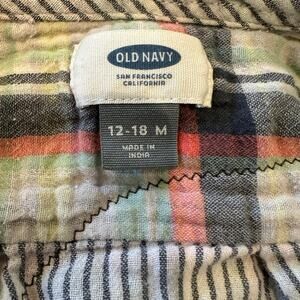 OLD NAVY
SAN FRANCISCO
CALIFORNIA
12-18 M
MADE IN
INDIA